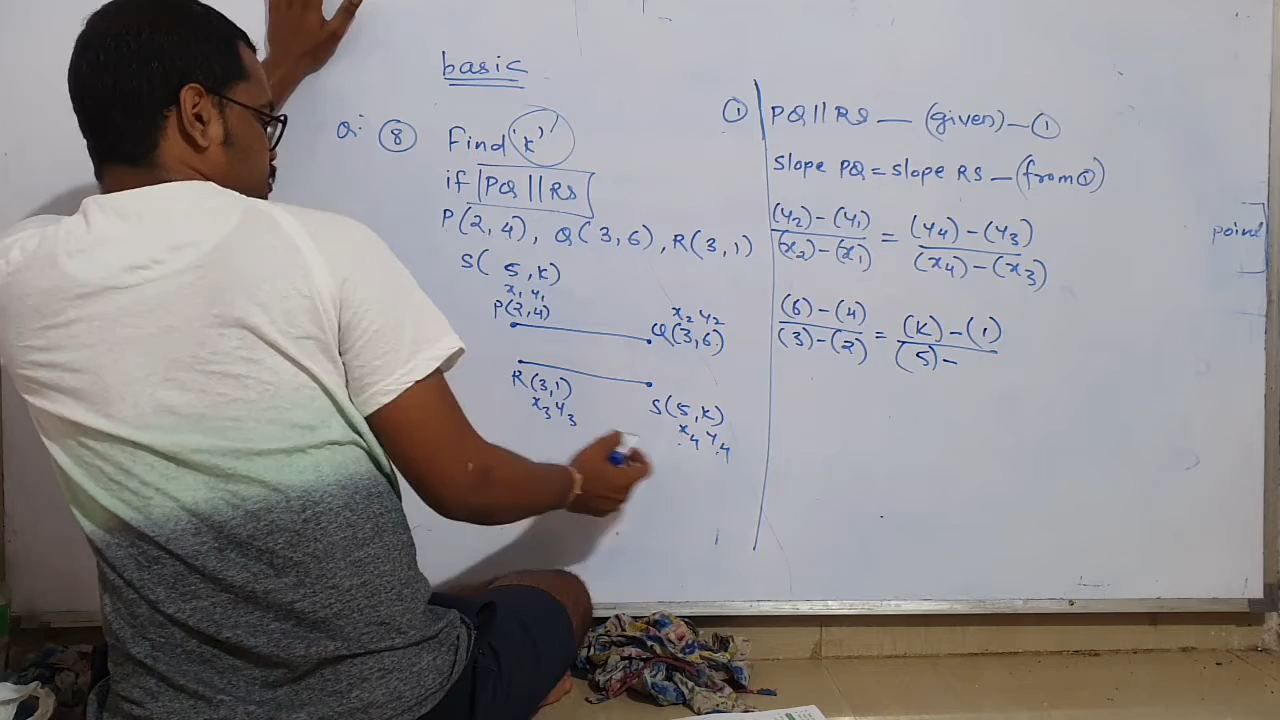 basic
Q: 8 Find 'K'
if PQ || RS
P(2,4), Q(3,6), R(3,1)
S( 5,K)
x1 y1
P(2,4)
x2 y2
Q(3,6)
R(3,1)
x3 y3
S(5,K)
x4 y4
① PQ || RS — (given) — ①
Slope PQ = Slope RS — (from ①)
(y2) – (y1) / (x2) – (x1) = (y4) – (y3) / (x4) – (x3)
(6) – (4) / (3) – (2) = (K) – (1) / (5) –
point